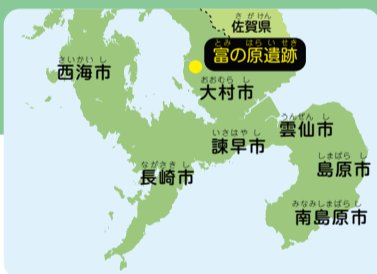 さがけん
佐賀県
とみ はらいせき
富の原遺跡
さいかいし
西海市
おおむらし
大村市
うんぜんし
雲仙市
いさはやし
諫早市
しまばらし
島原市
ながさきし
長崎市
みなみしまばらし
南島原市